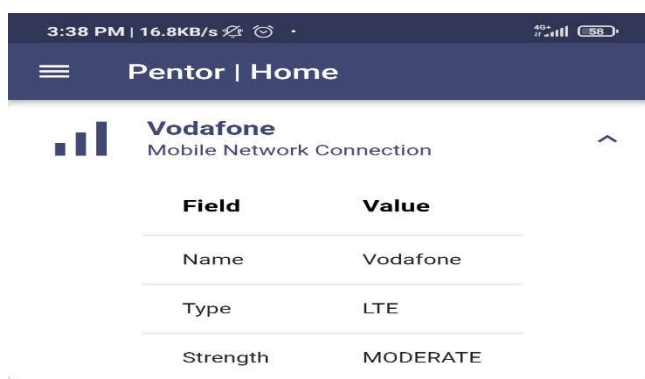 3:38 PM | 16.8KB/s 4G+ 58
Pentor | Home
Vodafone
Mobile Network Connection
Field Value
Name Vodafone
Type LTE
Strength MODERATE